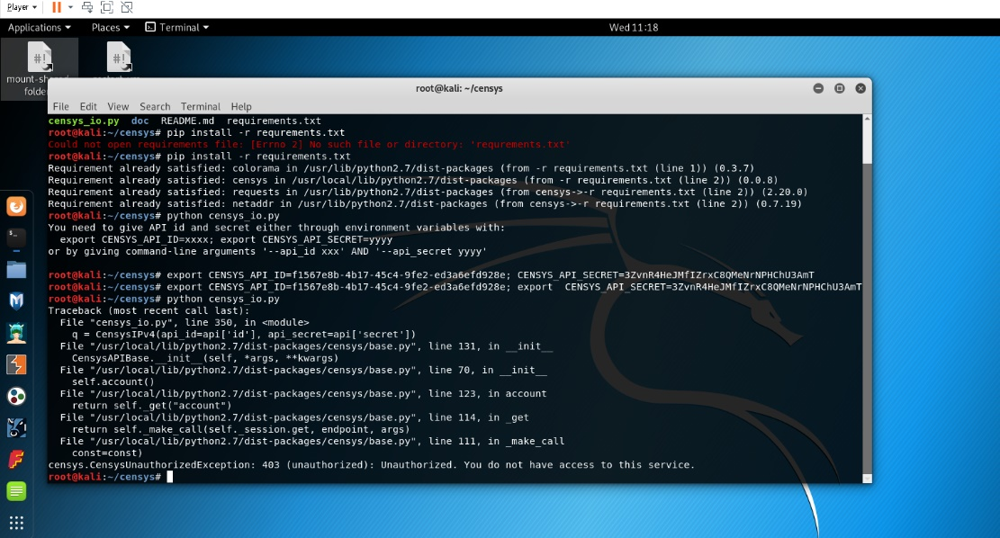 Player
Applications Places Terminal Wed 11:18
mount-sh
folde
root@kali: ~/censys
File Edit View Search Terminal Help
censys_io.py doc README.md requirements.txt
root@kali:~/censys# pip install -r requrements.txt
Could not open requirements file: [Errno 2] No such file or directory: 'requrements.txt'
root@kali:~/censys# pip install -r requirements.txt
Requirement already satisfied: colorama in /usr/lib/python2.7/dist-packages (from -r requirements.txt (line 1)) (0.3.7)
Requirement already satisfied: censys in /usr/local/lib/python2.7/dist-packages (from -r requirements.txt (line 2)) (0.0.8)
Requirement already satisfied: requests in /usr/lib/python2.7/dist-packages (from censys->-r requirements.txt (line 2)) (2.20.0)
Requirement already satisfied: netaddr in /usr/lib/python2.7/dist-packages (from censys->-r requirements.txt (line 2)) (0.7.19)
root@kali:~/censys# python censys_io.py
You need to give API id and secret either through environment variables with:
export CENSYS_API_ID=xxxx; export CENSYS_API_SECRET=yyyy
or by giving command-line arguments '--api_id xxx' AND '--api_secret yyyy'
root@kali:~/censys# export CENSYS_API_ID=f1567e8b-4b17-45c4-9fe2-ed3a6efd928e; CENSYS_API_SECRET=3ZvnR4HeJMfIZrxC8QMeNrNPHChU3AmT
root@kali:~/censys# export CENSYS_API_ID=f1567e8b-4b17-45c4-9fe2-ed3a6efd928e; export  CENSYS_API_SECRET=3ZvnR4HeJMfIZrxC8QMeNrNPHChU3AmT
root@kali:~/censys# python censys_io.py
Traceback (most recent call last):
File "censys_io.py", line 350, in <module>
q = CensysIPv4(api_id=api['id'], api_secret=api['secret'])
File "/usr/local/lib/python2.7/dist-packages/censys/base.py", line 131, in __init__
CensysAPIBase.__init__(self, *args, **kwargs)
File "/usr/local/lib/python2.7/dist-packages/censys/base.py", line 70, in __init__
self.account()
File "/usr/local/lib/python2.7/dist-packages/censys/base.py", line 123, in account
return self._get("account")
File "/usr/local/lib/python2.7/dist-packages/censys/base.py", line 114, in _get
return self._make_call(self._session.get, endpoint, args)
File "/usr/local/lib/python2.7/dist-packages/censys/base.py", line 111, in _make_call
const=const)
censys.CensysUnauthorizedException: 403 (unauthorized): Unauthorized. You do not have access to this service.
root@kali:~/censys#